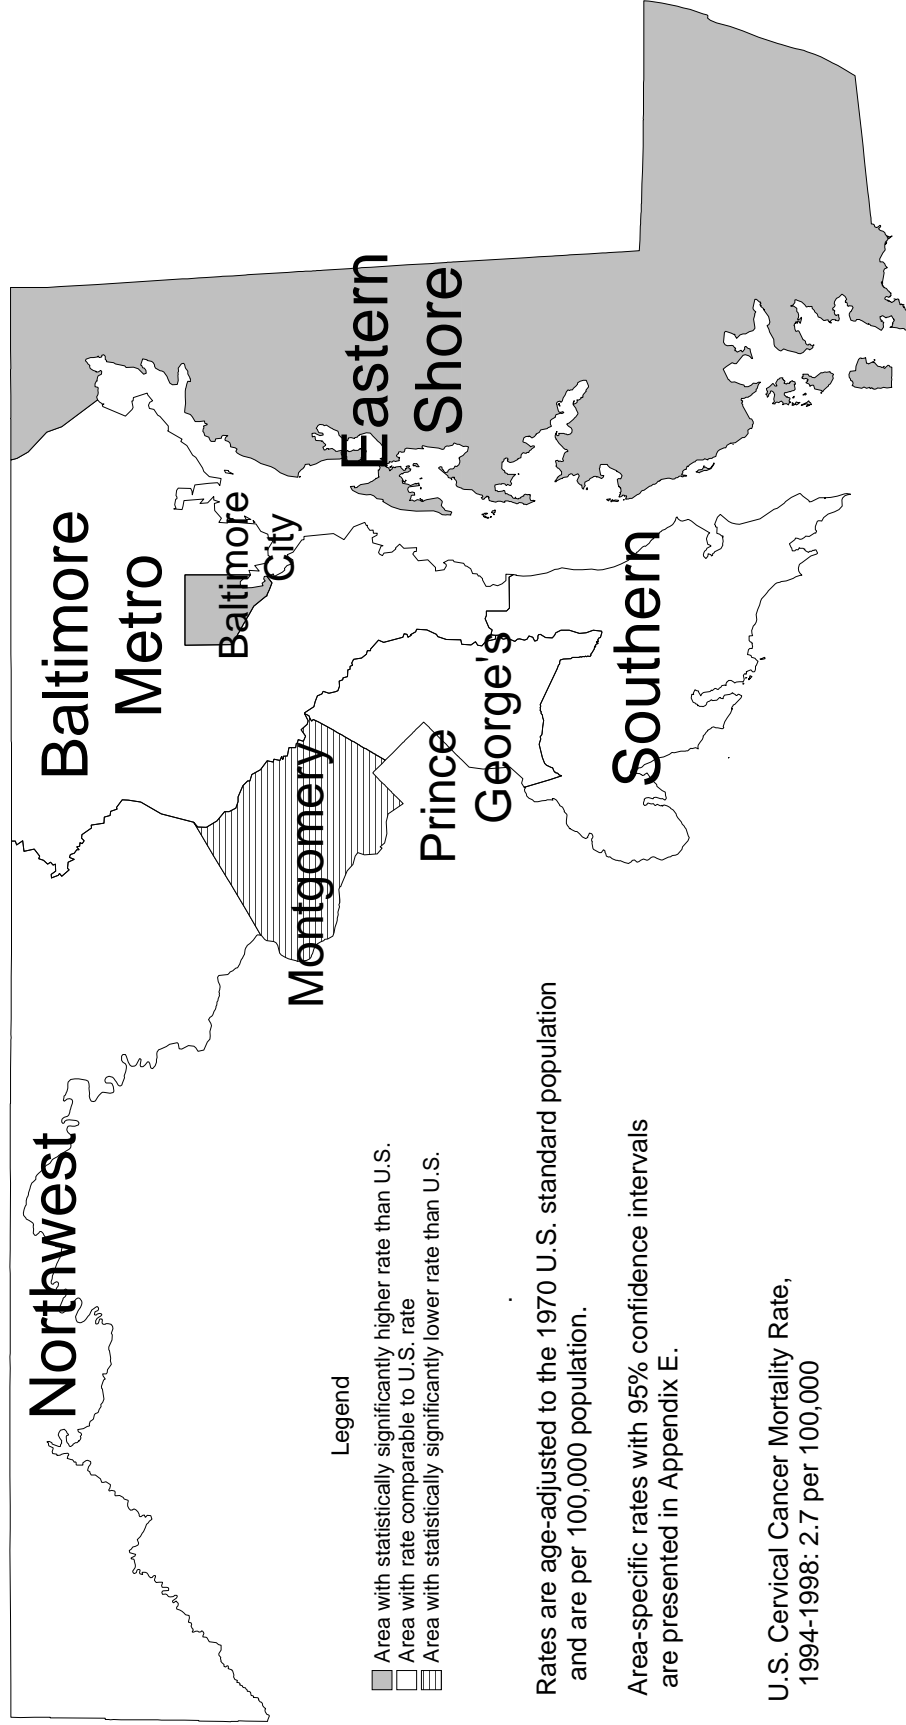 Northwest
Baltimore
Metro
Baltimore
City
Montgomery
Eastern
Shore
Prince
George's
Southern
Legend
Area with statistically significantly higher rate than U.S.
Area with rate comparable to U.S. rate
Area with statistically significantly lower rate than U.S.
Rates are age-adjusted to the 1970 U.S. standard population
and are per 100,000 population.
Area-specific rates with 95% confidence intervals
are presented in Appendix E.
U.S. Cervical Cancer Mortality Rate,
1994-1998: 2.7 per 100,000